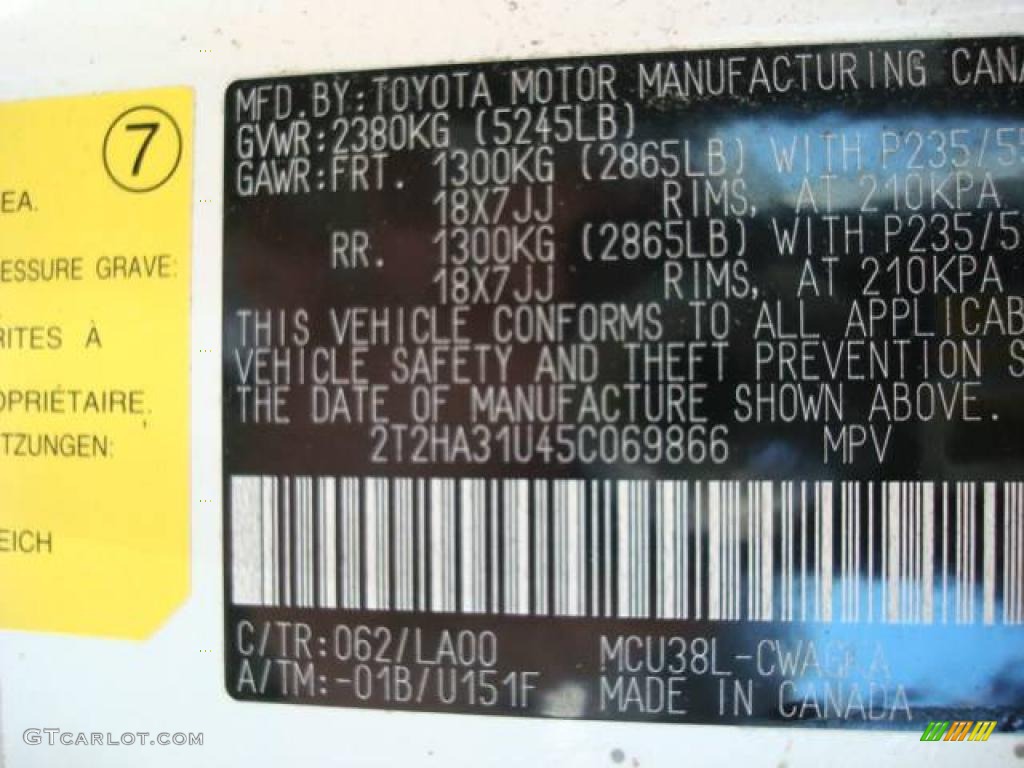 7
EA.
ESSURE GRAVE:
RITES À
OPRIÉTAIRE.
TZUNGEN:
EICH
MFD. BY: TOYOTA MOTOR MANUFACTURING CANA
GVWR: 2380KG (5245LB)
GAWR: FRT. 1300KG (2865LB) WITH P235/55
18X7JJ RIMS, AT 210KPA
RR. 1300KG (2865LB) WITH P235/5
18X7JJ RIMS, AT 210KPA
THIS VEHICLE CONFORMS TO ALL APPLICAB
VEHICLE SAFETY AND THEFT PREVENTION S
THE DATE OF MANUFACTURE SHOWN ABOVE.
2T2HA31U45C069866 MPV
C/TR: 062/LA00 MCU38L-CWAGKA
A/TM: -01B/U151F MADE IN CANADA
GTCarlot.com